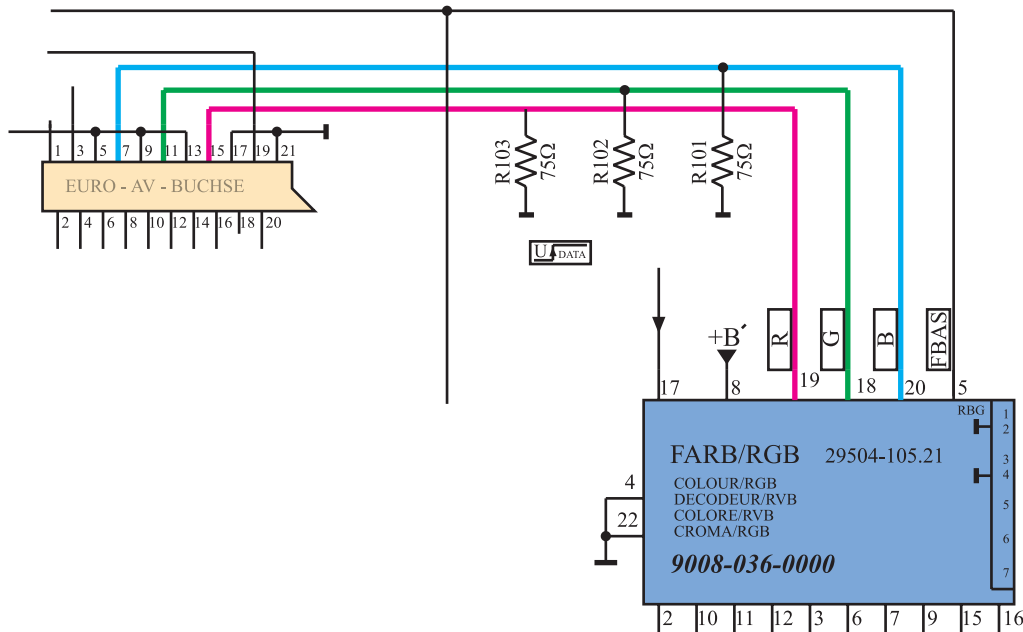 1 3 5 7 9 11 13 15 17 19 21
EURO - AV - BUCHSE
2 4 6 8 10 12 14 16 18 20
R103 75Ω
R102 75Ω
R101 75Ω
U DATA
+B´
R
G
B
FBAS
17 8 19 18 20 5
RBG
1
2
3
4
5
6
7
FARB/RGB 29504-105.21
4
COLOUR/RGB
DECODEUR/RVB
COLORE/RVB
CROMA/RGB
22
9008-036-0000
2 10 11 12 3 6 7 9 15 16